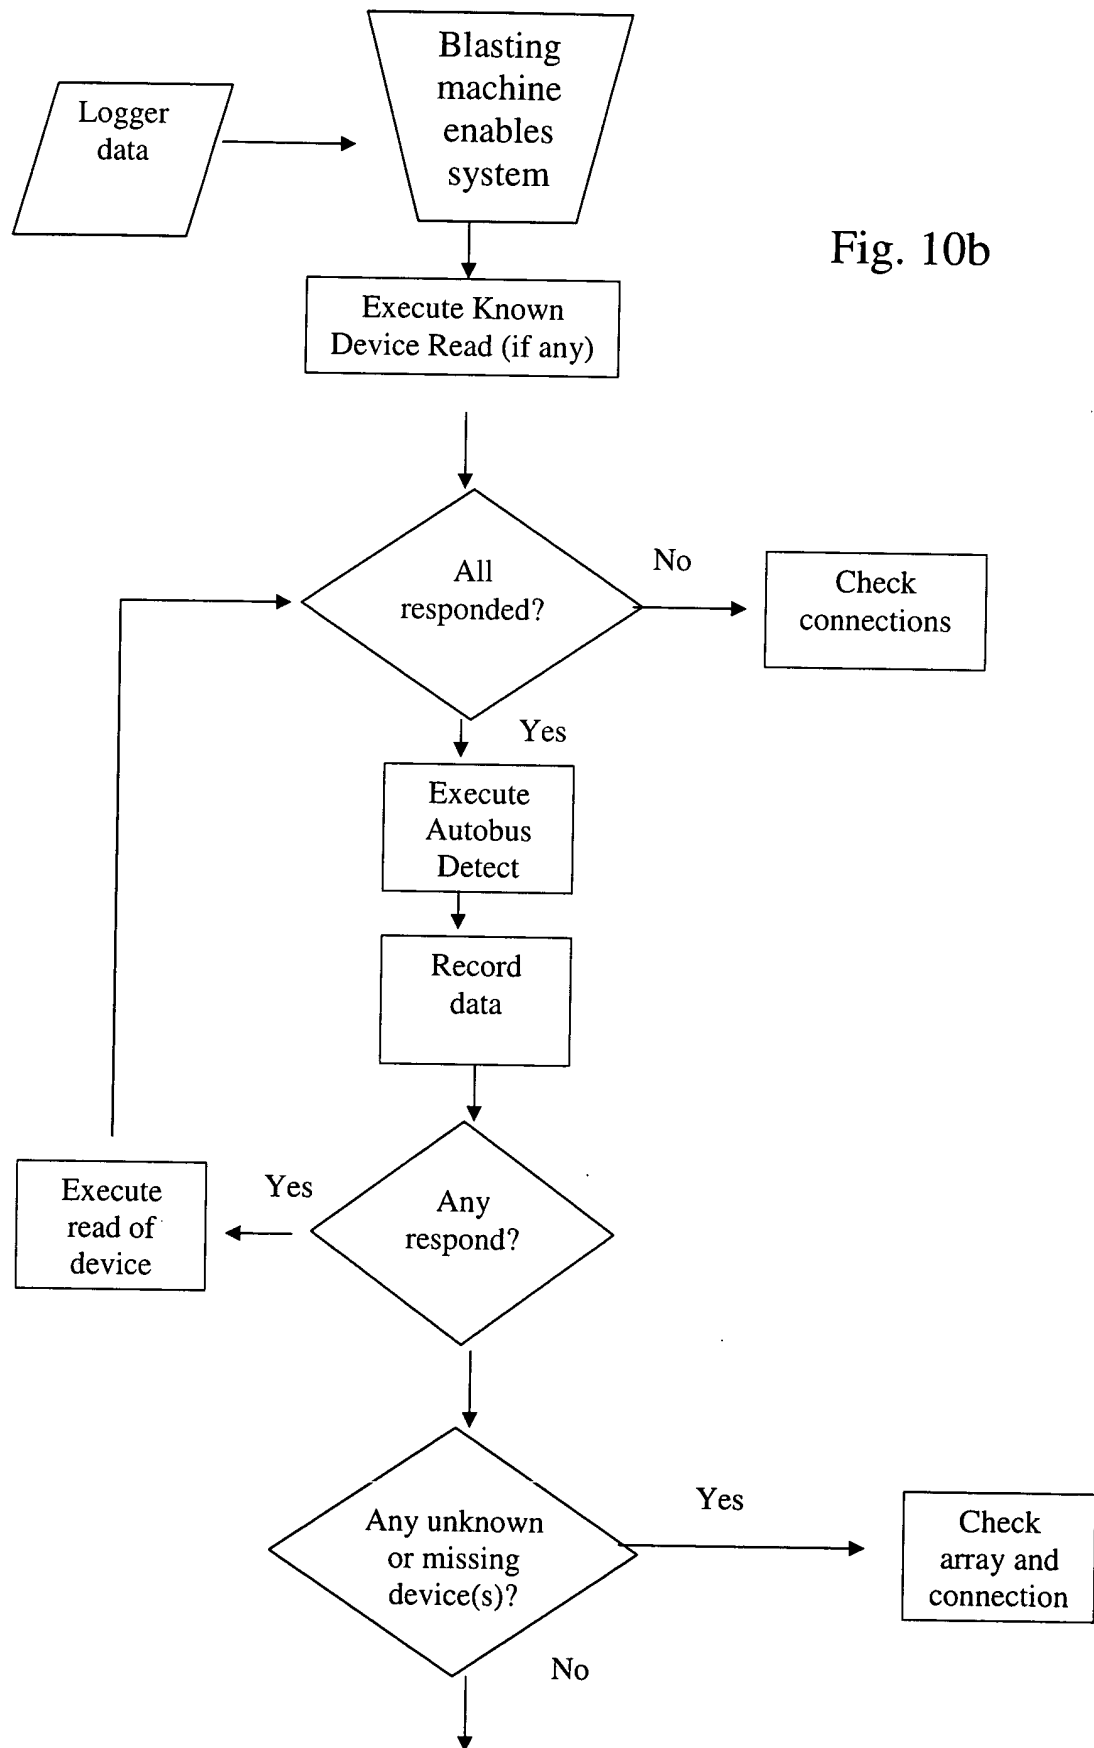 Blasting
machine
enables
system
Logger
data
Fig. 10b
Execute Known
Device Read (if any)
All
responded?
No
Check
connections
Yes
Execute
Autobus
Detect
Record
data
Execute
read of
device
Yes
Any
respond?
Any unknown
or missing
device(s)?
Yes
Check
array and
connection
No